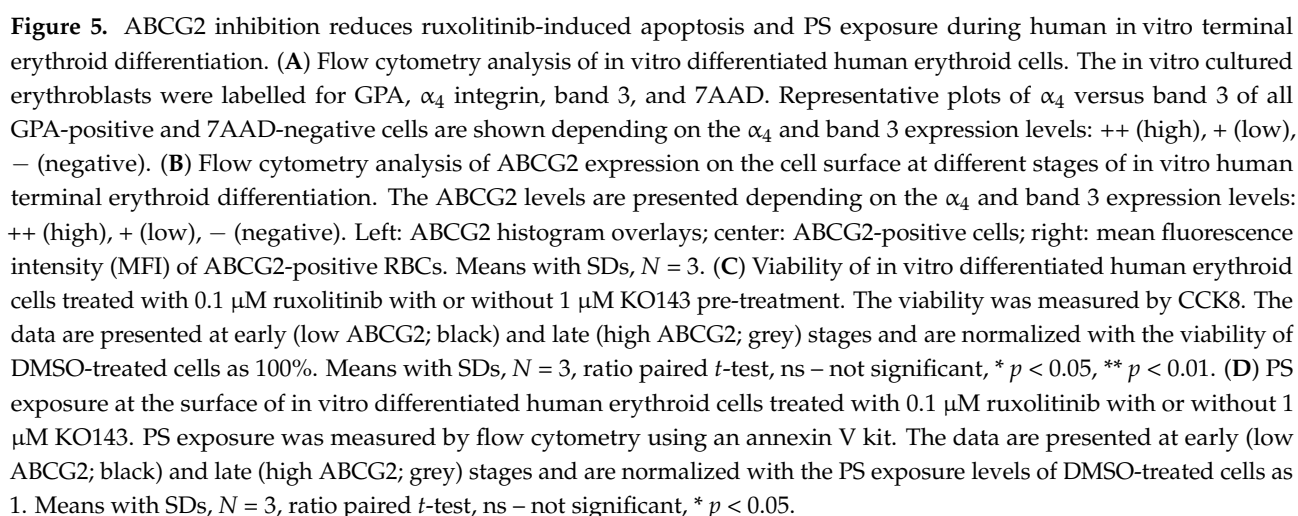 Figure 5. ABCG2 inhibition reduces ruxolitinib-induced apoptosis and PS exposure during human in vitro terminal
erythroid differentiation. (A) Flow cytometry analysis of in vitro differentiated human erythroid cells. The in vitro cultured
erythroblasts were labelled for GPA, α4 integrin, band 3, and 7AAD. Representative plots of α4 versus band 3 of all
GPA-positive and 7AAD-negative cells are shown depending on the α4 and band 3 expression levels: ++ (high), + (low),
− (negative). (B) Flow cytometry analysis of ABCG2 expression on the cell surface at different stages of in vitro human
terminal erythroid differentiation. The ABCG2 levels are presented depending on the α4 and band 3 expression levels:
++ (high), + (low), − (negative). Left: ABCG2 histogram overlays; center: ABCG2-positive cells; right: mean fluorescence
intensity (MFI) of ABCG2-positive RBCs. Means with SDs, N = 3. (C) Viability of in vitro differentiated human erythroid
cells treated with 0.1 μM ruxolitinib with or without 1 μM KO143 pre-treatment. The viability was measured by CCK8. The
data are presented at early (low ABCG2; black) and late (high ABCG2; grey) stages and are normalized with the viability of
DMSO-treated cells as 100%. Means with SDs, N = 3, ratio paired t-test, ns – not significant, * p < 0.05, ** p < 0.01. (D) PS
exposure at the surface of in vitro differentiated human erythroid cells treated with 0.1 μM ruxolitinib with or without 1
μM KO143. PS exposure was measured by flow cytometry using an annexin V kit. The data are presented at early (low
ABCG2; black) and late (high ABCG2; grey) stages and are normalized with the PS exposure levels of DMSO-treated cells as
1. Means with SDs, N = 3, ratio paired t-test, ns – not significant, * p < 0.05.